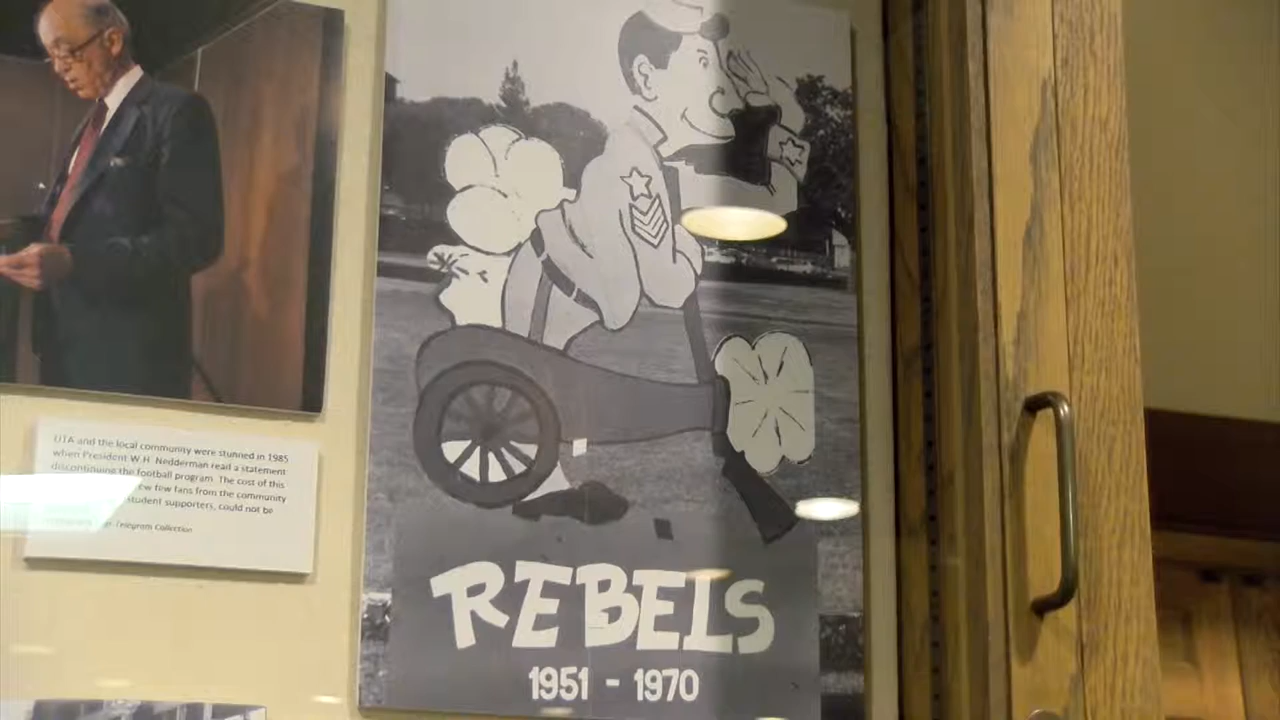 UTA and the local community were stunned in 1985
when President W.H. Nedderman read a statement
discontinuing the football program. The cost of this
few fans from the community
student supporters, could not be
Telegram Collection
REBELS
1951 - 1970